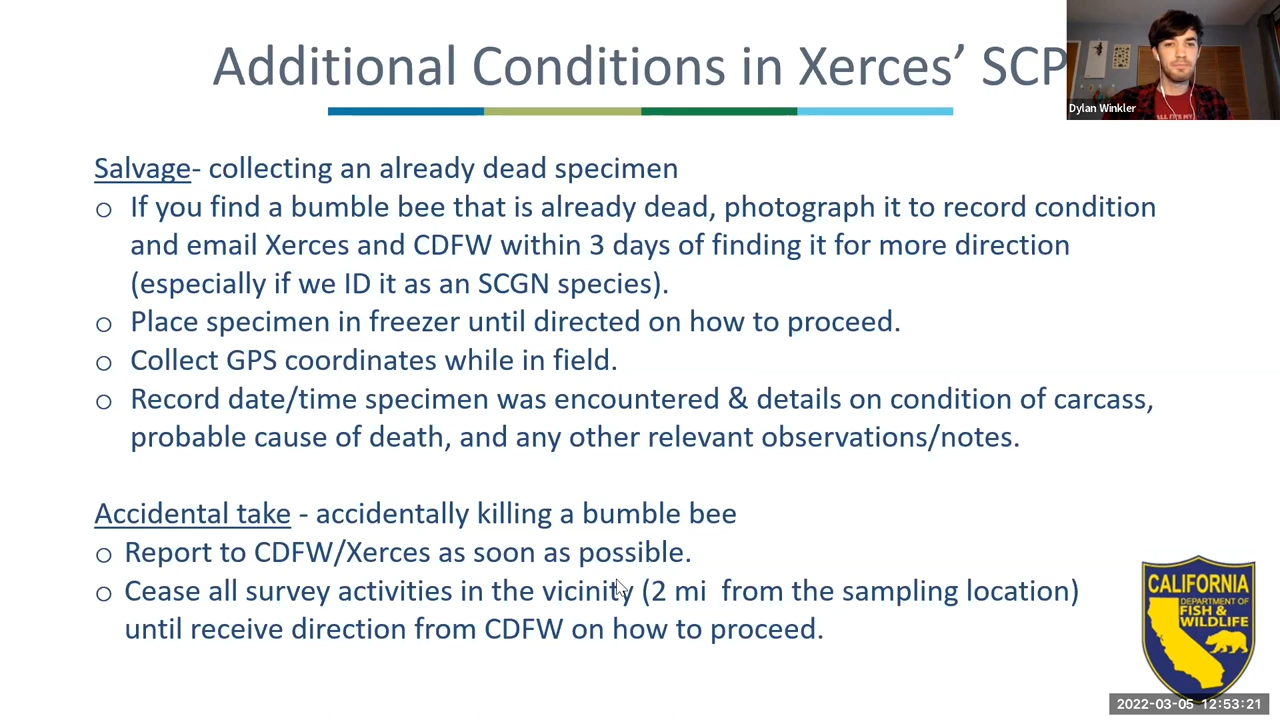 Additional Conditions in Xerces’ SCP
Dylan Winkler
Salvage- collecting an already dead specimen
o If you find a bumble bee that is already dead, photograph it to record condition
and email Xerces and CDFW within 3 days of finding it for more direction
(especially if we ID it as an SCGN species).
o Place specimen in freezer until directed on how to proceed.
o Collect GPS coordinates while in field.
o Record date/time specimen was encountered & details on condition of carcass,
probable cause of death, and any other relevant observations/notes.
Accidental take - accidentally killing a bumble bee
o Report to CDFW/Xerces as soon as possible.
o Cease all survey activities in the vicinity (2 mi from the sampling location)
until receive direction from CDFW on how to proceed.
CALIFORNIA
DEPARTMENT OF
FISH &
WILDLIFE
2022-03-05 12:53:21